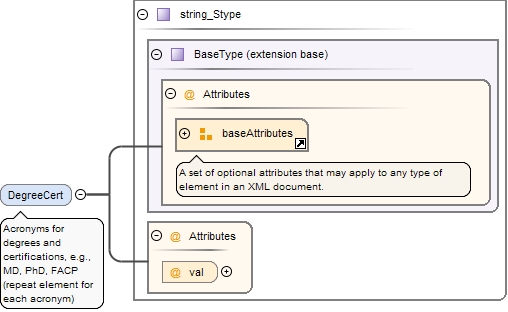 string_Stype
BaseType (extension base)
@ Attributes
baseAttributes
A set of optional attributes that may apply to any type of
element in an XML document.
DegreeCert
Acronyms for
degrees and
certifications, e.g.,
MD, PhD, FACP
(repeat element for
each acronym)
@ Attributes
@ val